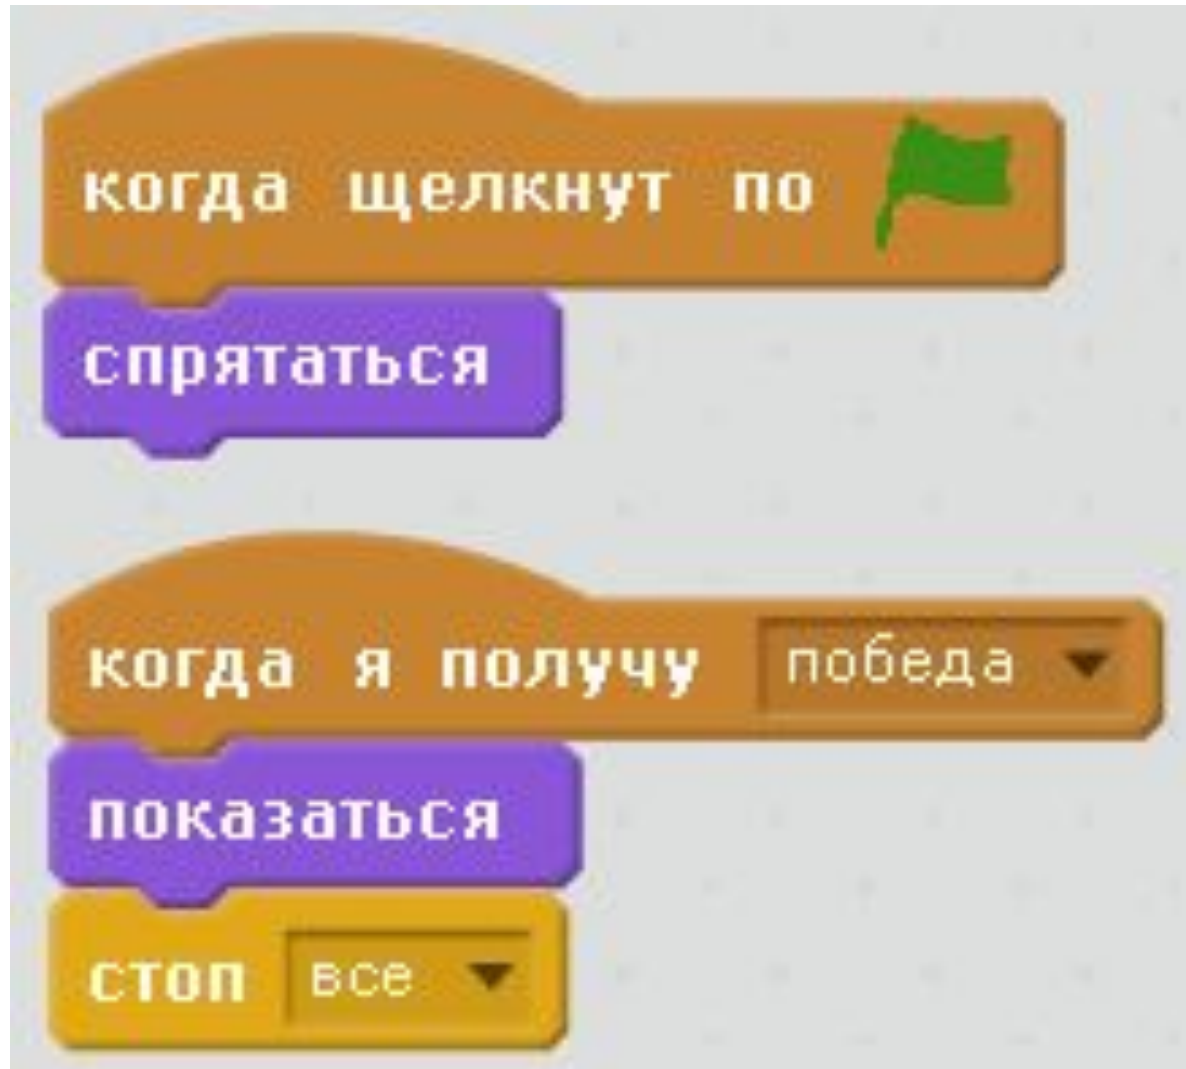 когда щелкнут по
спрятаться
когда я получу победа
показаться
стоп все